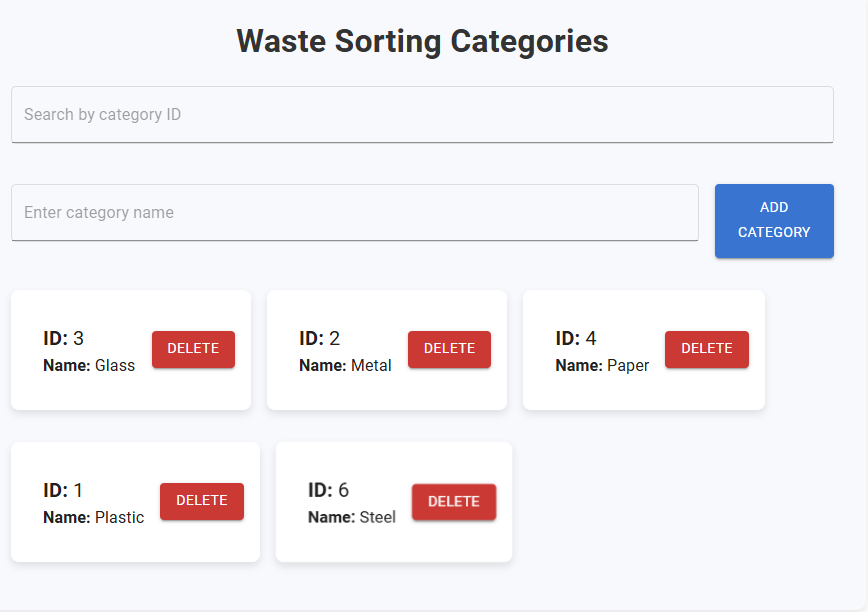 Waste Sorting Categories
Search by category ID
Enter category name
ADD
CATEGORY
ID: 3
Name: Glass
DELETE
ID: 2
Name: Metal
DELETE
ID: 4
Name: Paper
DELETE
ID: 1
Name: Plastic
DELETE
ID: 6
Name: Steel
DELETE